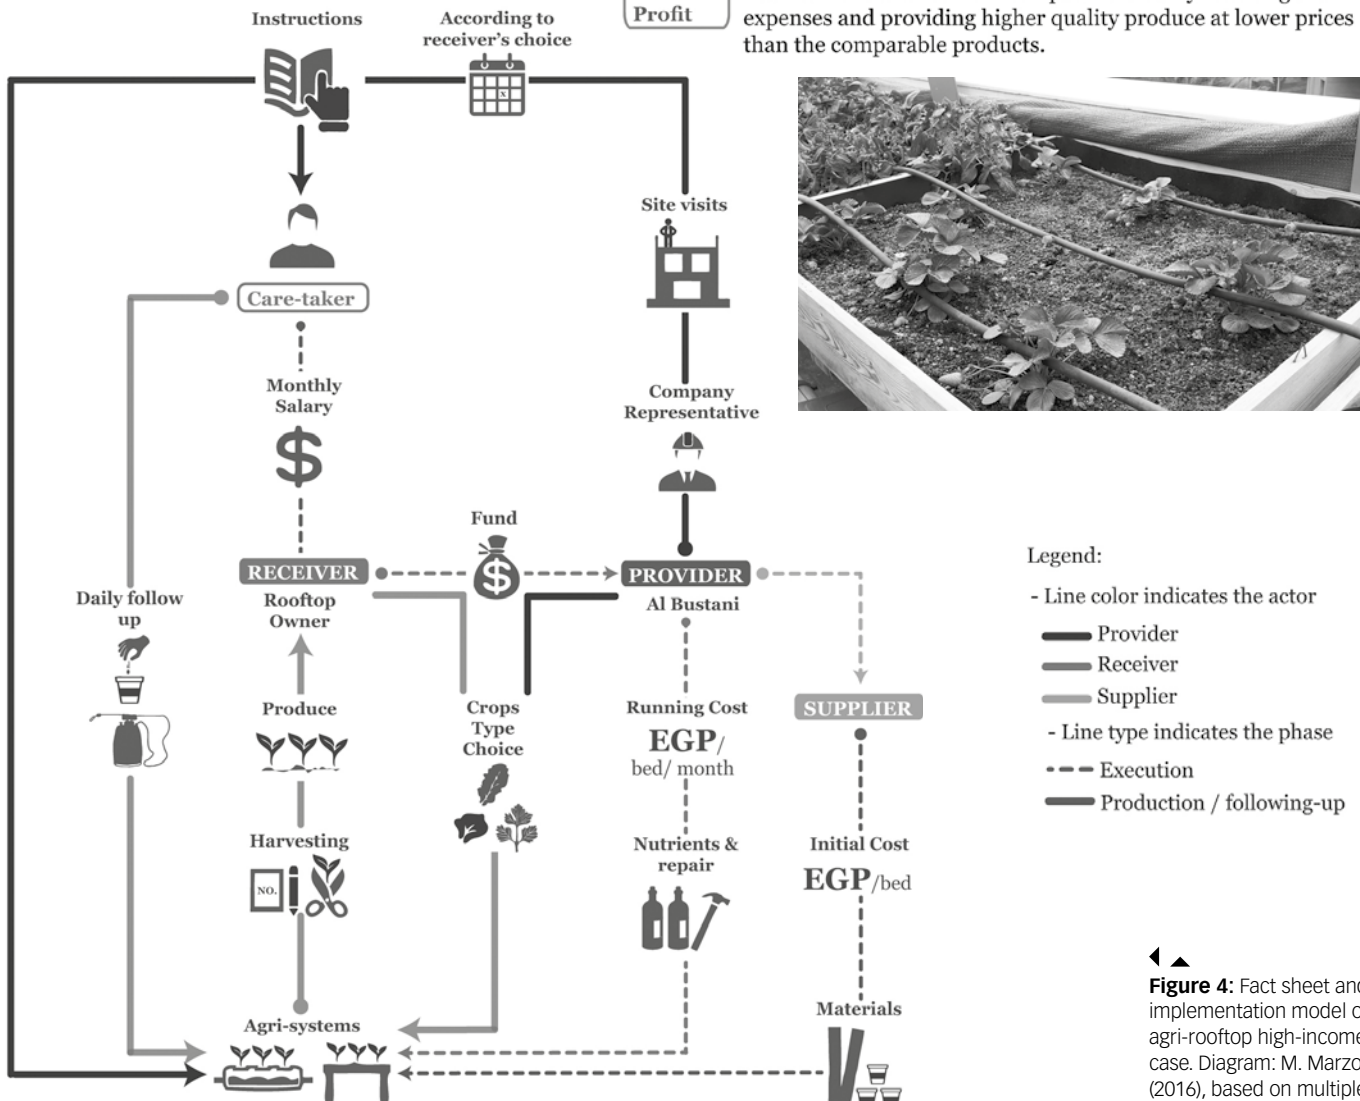 Instructions
According to
receiver's choice
Profit
expenses and providing higher quality produce at lower prices
than the comparable products.
x
Site visits
Care-taker
Monthly
Salary
$
Company
Representative
Fund
$
RECEIVER
Rooftop
Owner
PROVIDER
Al Bustani
Daily follow
up
Produce
Crops
Type
Choice
Running Cost
EGP/
bed/ month
SUPPLIER
Harvesting
NO.
Nutrients &
repair
Initial Cost
EGP/bed
Materials
Agri-systems
Legend:
- Line color indicates the actor
Provider
Receiver
Supplier
- Line type indicates the phase
Execution
Production / following-up
Figure 4: Fact sheet and
implementation model
agri-rooftop high-income
case. Diagram: M.
(2016), based on multiple